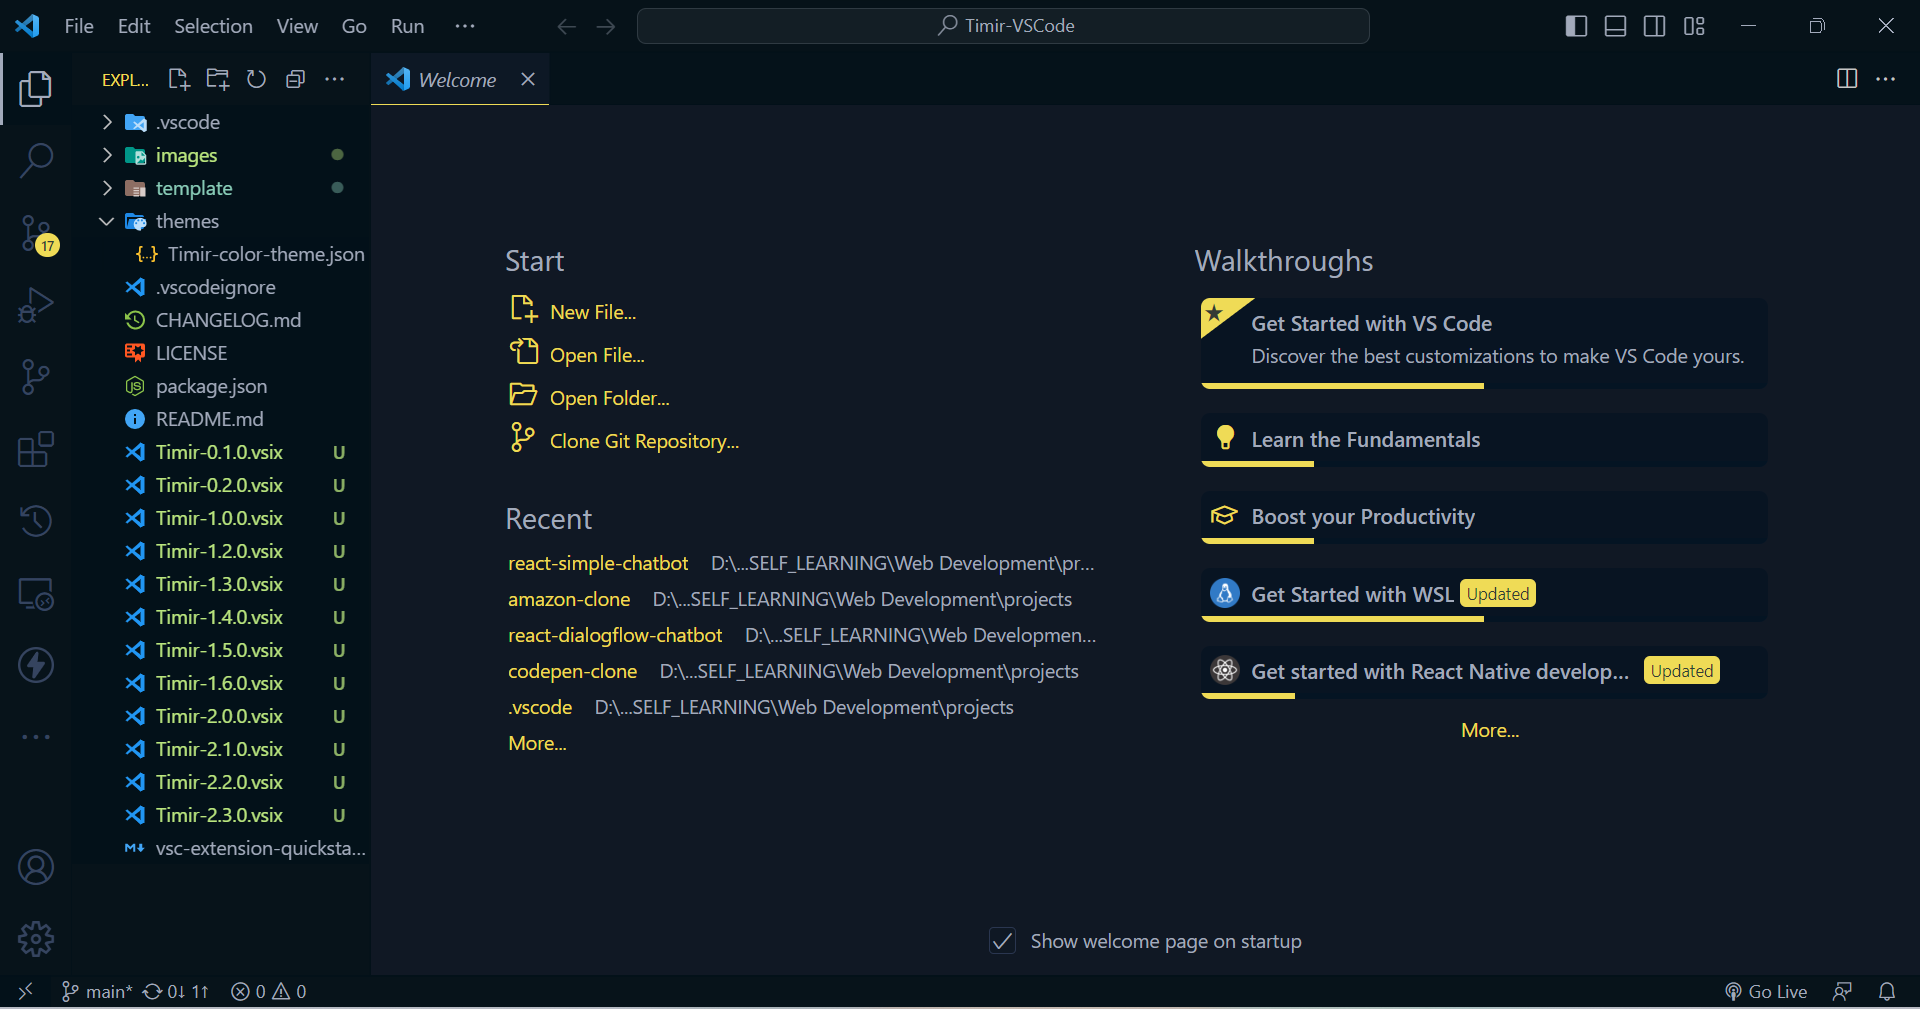 File Edit Selection View Go Run ··· Timir-VSCode
EXPL... Welcome
.vscode
images
template
themes
{..} Timir-color-theme.json
.vscodeignore
CHANGELOG.md
LICENSE
package.json
README.md
Timir-0.1.0.vsix U
Timir-0.2.0.vsix U
Timir-1.0.0.vsix U
Timir-1.2.0.vsix U
Timir-1.3.0.vsix U
Timir-1.4.0.vsix U
Timir-1.5.0.vsix U
Timir-1.6.0.vsix U
Timir-2.0.0.vsix U
Timir-2.1.0.vsix U
Timir-2.2.0.vsix U
Timir-2.3.0.vsix U
vsc-extension-quicksta...
17
Start
New File...
Open File...
Open Folder...
Clone Git Repository...
Recent
react-simple-chatbot D:\...SELF_LEARNING\Web Development\pr...
amazon-clone D:\...SELF_LEARNING\Web Development\projects
react-dialogflow-chatbot D:\...SELF_LEARNING\Web Developmen...
codepen-clone D:\...SELF_LEARNING\Web Development\projects
.vscode D:\...SELF_LEARNING\Web Development\projects
More...
Walkthroughs
Get Started with VS Code
Discover the best customizations to make VS Code yours.
Learn the Fundamentals
Boost your Productivity
Get Started with WSL Updated
Get started with React Native develop... Updated
More...
Show welcome page on startup
main* 0↓ 1↑ 0 0 Go Live